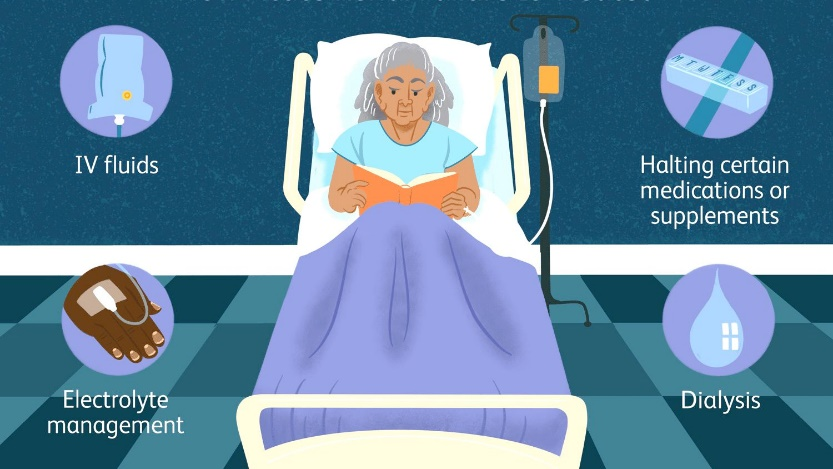 IV fluids
M T W T F S S
Halting certain
medications or
supplements
Electrolyte
management
Dialysis